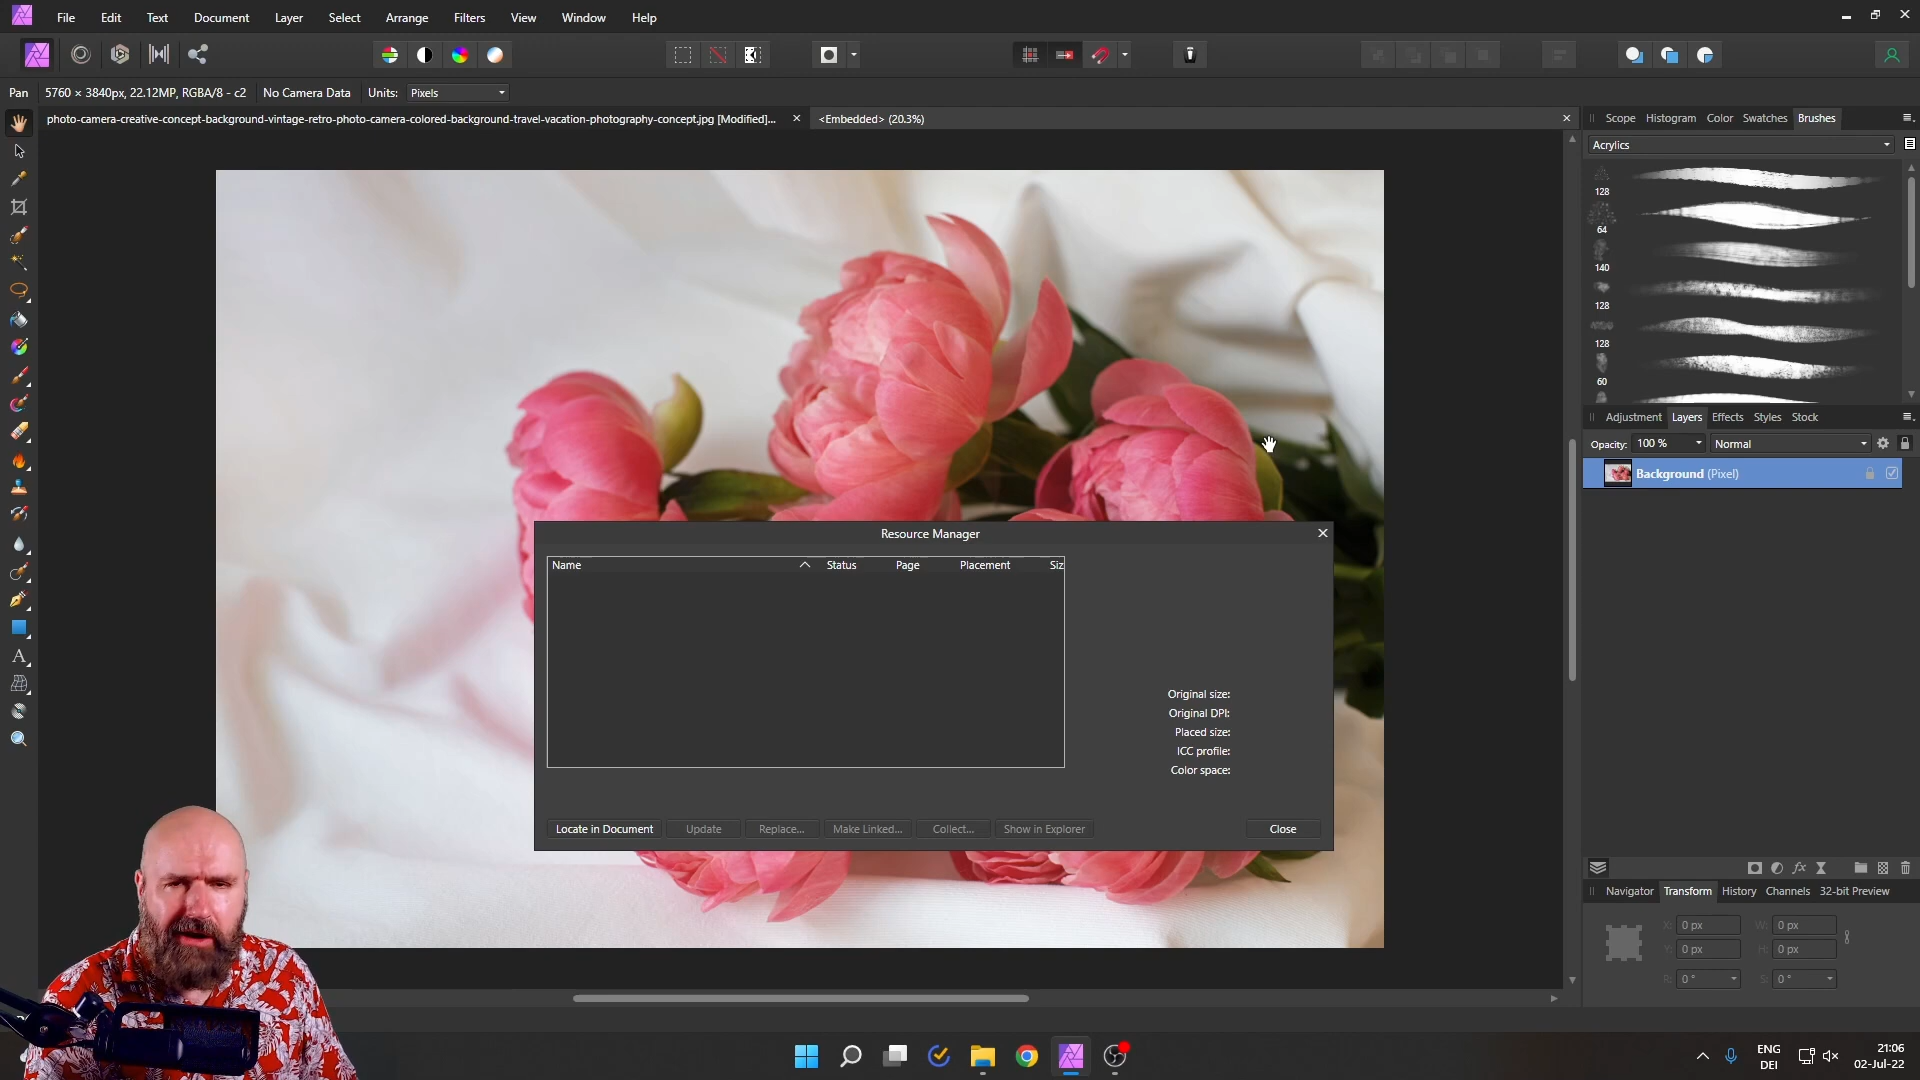 File Edit Text Document Layer Select Arrange Filters View Window Help
Pan 5760 × 3840px, 22.12MP, RGBA/8 - c2 No Camera Data Units: Pixels
photo-camera-creative-concept-background-vintage-retro-photo-camera-colored-background-travel-vacation-photography-concept.jpg [Modified]...
<Embedded> (20.3%)
Scope Histogram Color Swatches Brushes
Acrylics
128
64
140
128
128
60
Adjustment Layers Effects Styles Stock
Opacity: 100 % Normal
Background (Pixel)
Resource Manager
Name Status Page Placement Siz
Original size:
Original DPI:
Placed size:
ICC profile:
Color space:
Locate in Document Update Replace... Make Linked... Collect... Show in Explorer Close
fx
Navigator Transform History Channels 32-bit Preview
X: 0 px W: 0 px
Y: 0 px H: 0 px
R: 0 ° S: 0 °
ENG 21:06
DEI 02-Jul-22